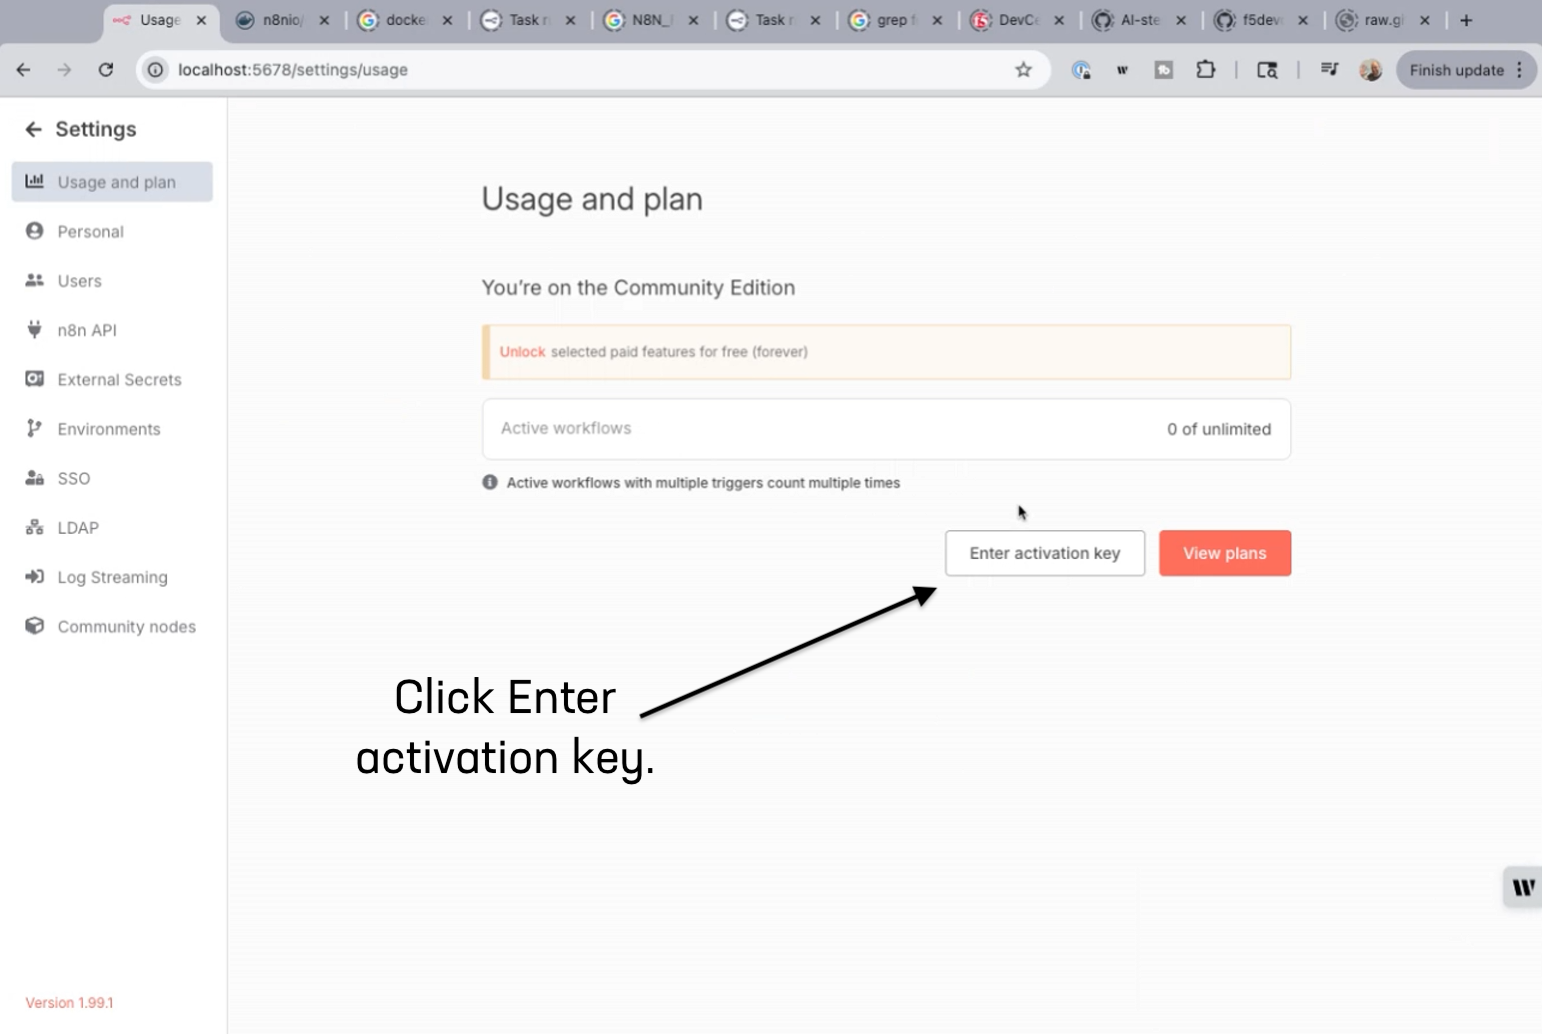 Usage
n8nio/
docke
Task r
N8N_
Task r
grep f
DevCe
AI-ste
f5dev
raw.gi
localhost:5678/settings/usage
w
Finish update
Settings
Usage and plan
Personal
Users
n8n API
External Secrets
Environments
SSO
LDAP
Log Streaming
Community nodes
Version 1.99.1
Usage and plan
You're on the Community Edition
Unlock selected paid features for free (forever)
Active workflows 0 of unlimited
Active workflows with multiple triggers count multiple times
Enter activation key
View plans
Click Enter
activation key.
W